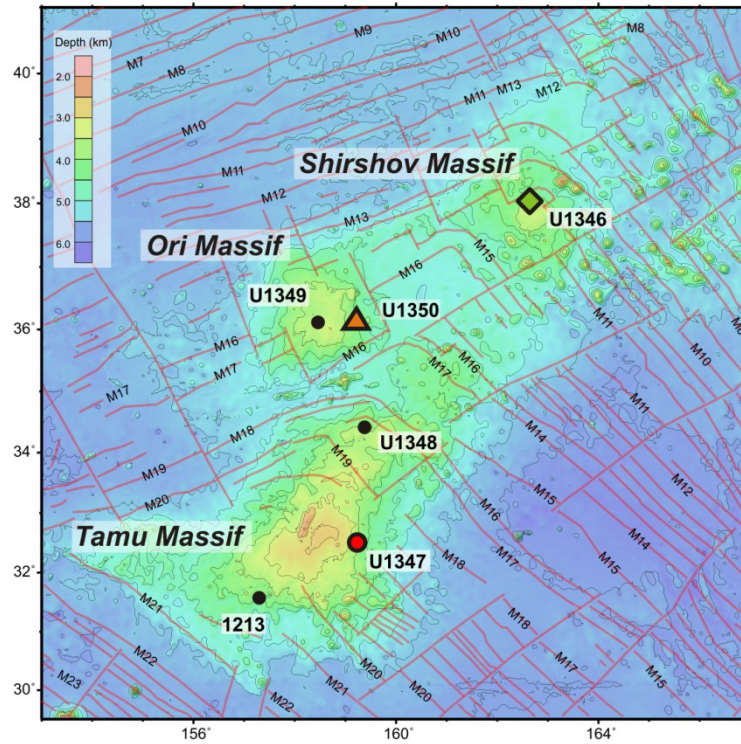 Depth (km)
2.0
3.0
4.0
5.0
6.0
40°
38°
36°
34°
32°
30°
156°
160°
164°
M7
M8
M9
M10
M10
M11
M12
M13
M11
M13
M12
M8
Shirshov Massif
U1346
Ori Massif
U1349
U1350
M16
M15
M16
M17
M17
M16
M17
M16
M11
M10
M18
M19
M20
M19
U1348
M14
M11
M12
M15
M14
M16
M15
M17
M18
Tamu Massif
U1347
1213
M21
M22
M23
M22
M21
M20
M20
M18
M17
M15